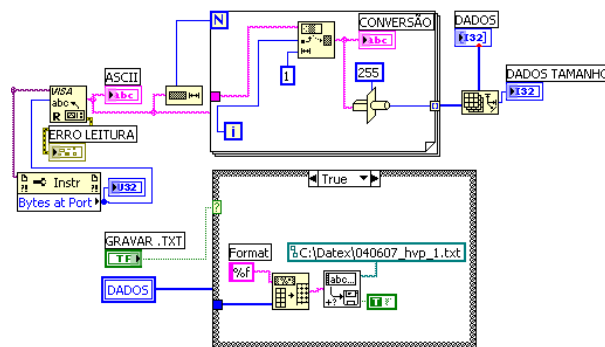 N
CONVERSÃO
abc
DADOS
I32
1
255
DADOS TAMANHO
I32
VISA
abc
R
ASCII
abc
ERRO LEITURA
i
Instr
Bytes at Port
U32
True
?
GRAVAR .TXT
TF
Format
%f
C:\Datex\040607_hvp_1.txt
abc...
+?
T
DADOS